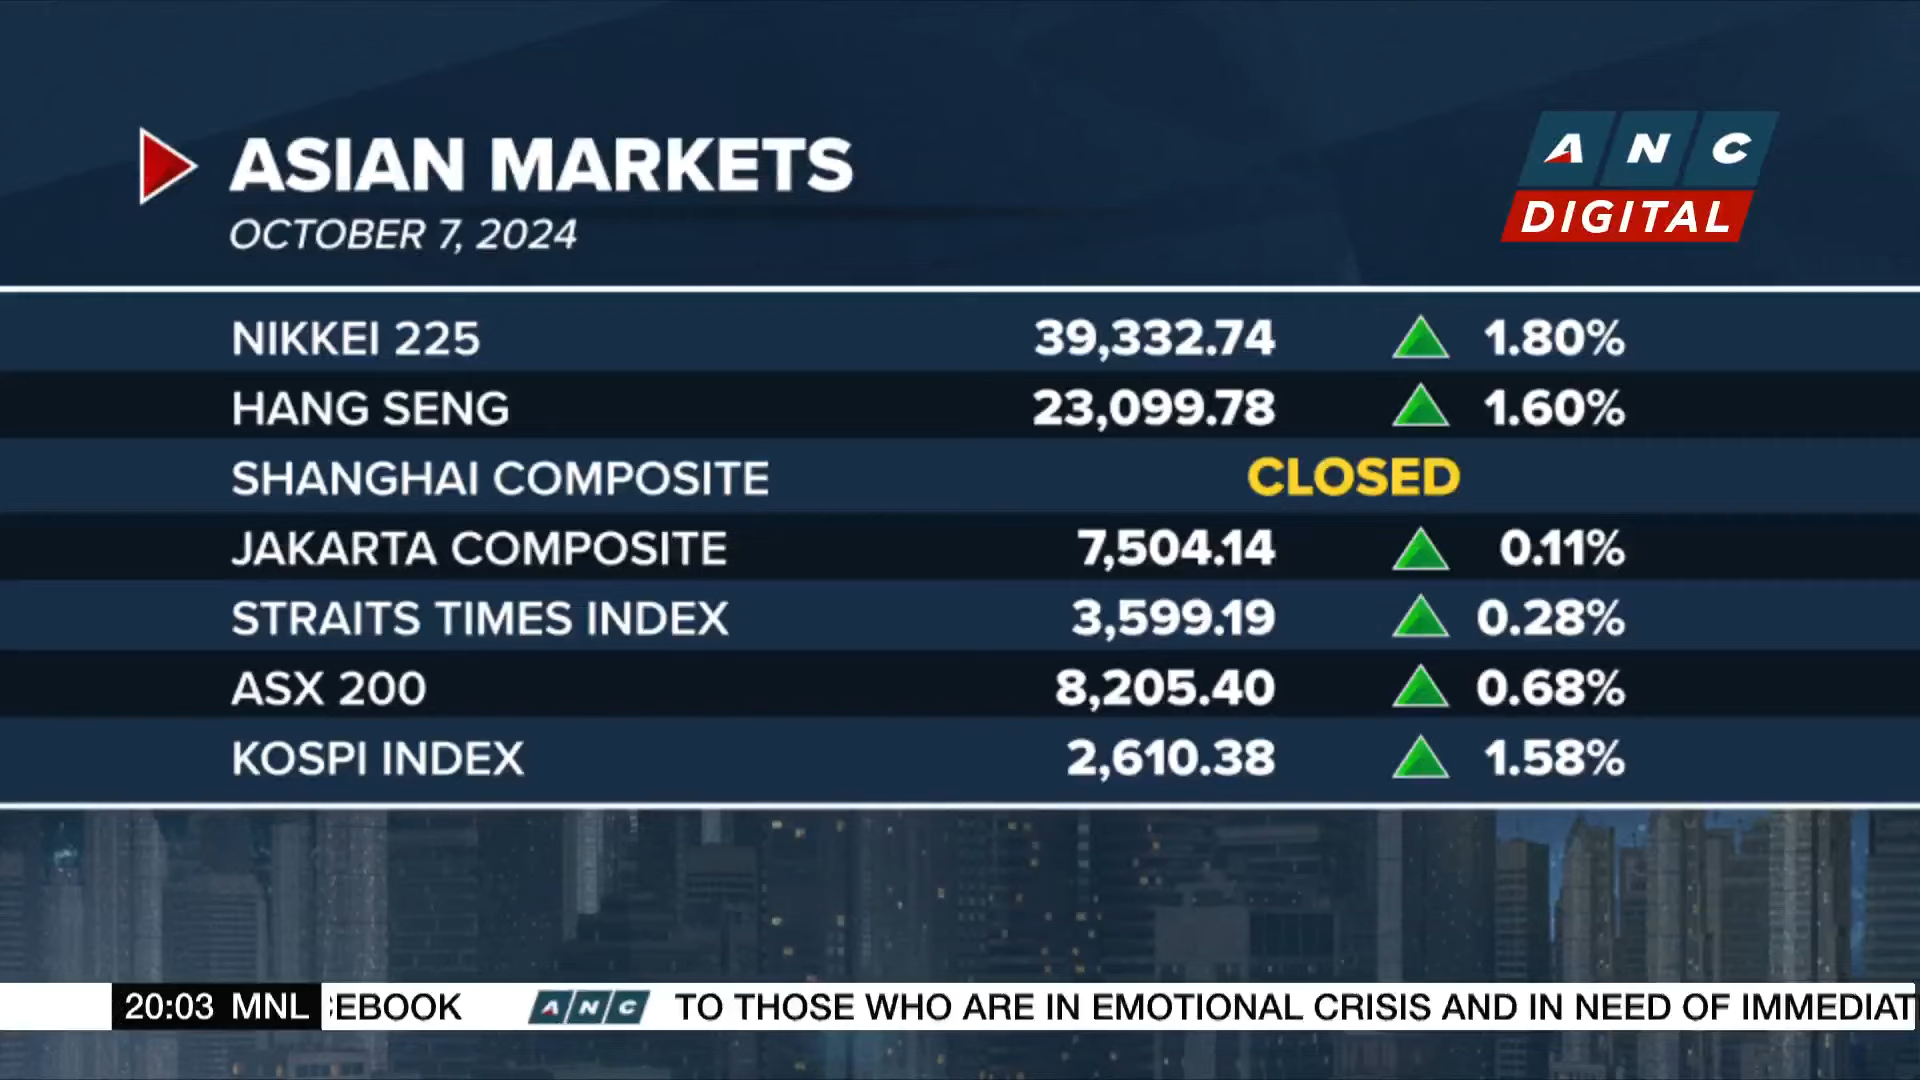 ASIAN MARKETS
OCTOBER 7, 2024
ANC
DIGITAL
NIKKEI 225 39,332.74 1.80%
HANG SENG 23,099.78 1.60%
SHANGHAI COMPOSITE CLOSED
JAKARTA COMPOSITE 7,504.14 0.11%
STRAITS TIMES INDEX 3,599.19 0.28%
ASX 200 8,205.40 0.68%
KOSPI INDEX 2,610.38 1.58%
20:03 MNL EBOOK ANC TO THOSE WHO ARE IN EMOTIONAL CRISIS AND IN NEED OF IMMEDIAT